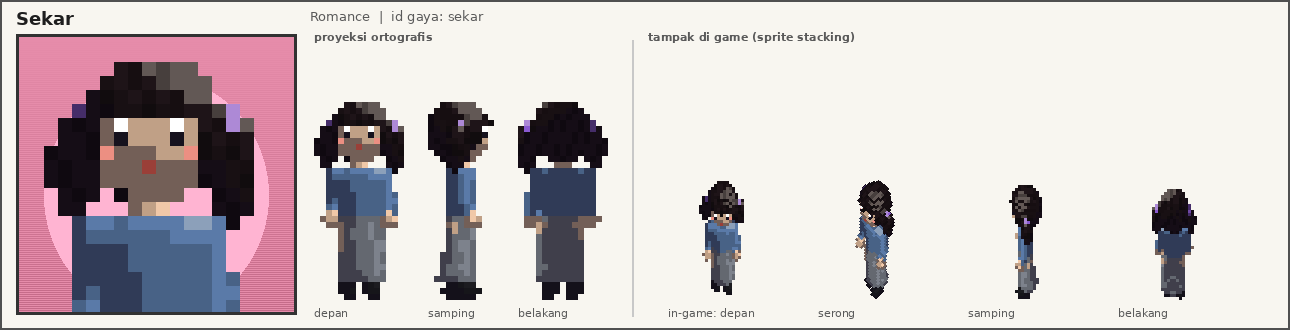 Sekar
Romance | id gaya: sekar
proyeksi ortografis
tampak di game (sprite stacking)
depan
samping
belakang
in-game: depan
serong
samping
belakang